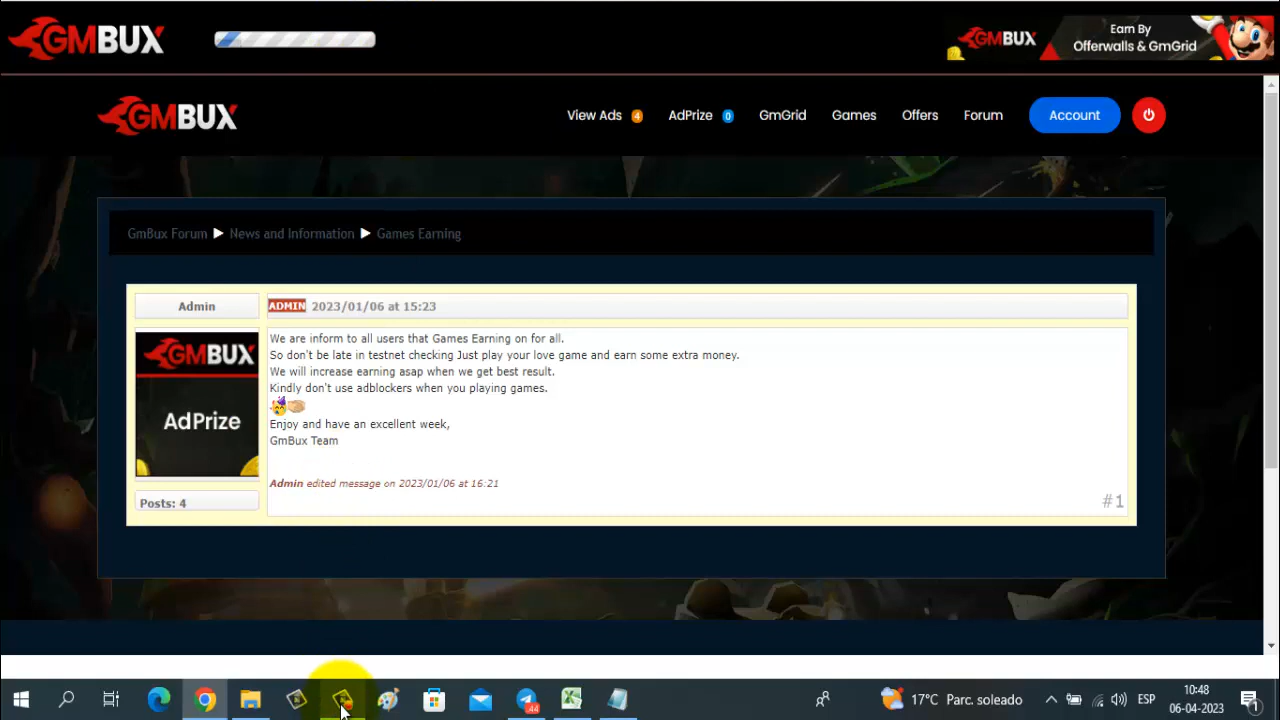 GMBUX
GMBUX
Earn By
Offerwalls & GmGrid
GMBUX
View Ads 4
AdPrize 0
GmGrid
Games
Offers
Forum
Account
GmBux Forum ▶ News and Information ▶ Games Earning
Admin
ADMIN 2023/01/06 at 15:23
GMBUX
AdPrize
Posts: 4
We are inform to all users that Games Earning on for all.
So don't be late in testnet checking Just play your love game and earn some extra money.
We will increase earning asap when we get best result.
Kindly don't use adblockers when you playing games.
Enjoy and have an excellent week,
GmBux Team
Admin edited message on 2023/01/06 at 16:21
#1
44
17°C Parc. soleado
ESP
10:48
06-04-2023
1